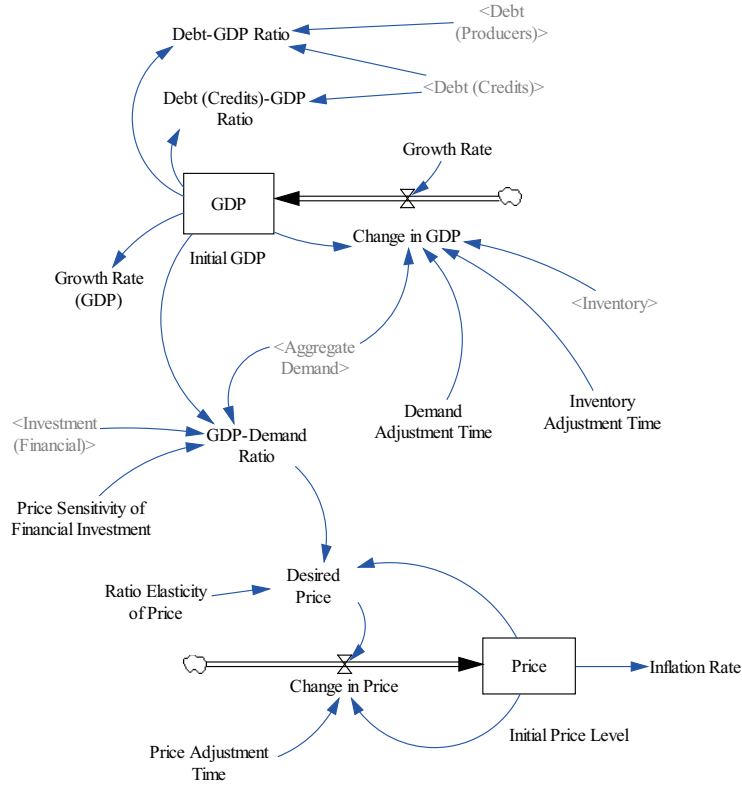 <Debt
(Producers)>
Debt-GDP Ratio
<Debt (Credits)>
Debt (Credits)-GDP
Ratio
Growth Rate
GDP
Change in GDP
Initial GDP
Growth Rate
(GDP)
<Inventory>
<Aggregate
Demand>
Inventory
Adjustment Time
Demand
Adjustment Time
<Investment
(Financial)>
GDP-Demand
Ratio
Price Sensitivity of
Financial Investment
Desired
Price
Ratio Elasticity
of Price
Price
Inflation Rate
Change in Price
Initial Price Level
Price Adjustment
Time